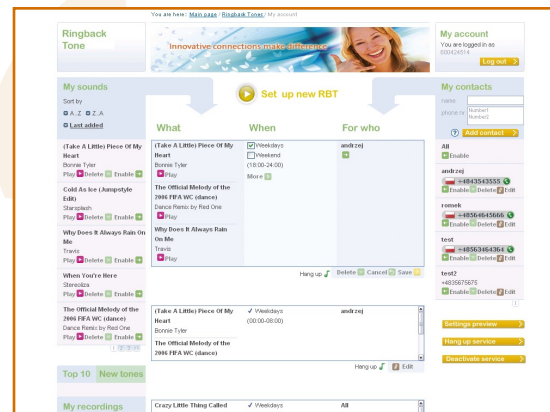 You are here: Main page / Ringback Tones / My account
Ringback
Tone
Innovative connections make difference
My account
You are logged in as
600424514
Log out
My sounds
Sort by
A..Z Z..A
Last added
(Take A Little) Piece Of My
Heart
Bonnie Tyler
Play Delete Enable
Cold As Ice (Jumpstyle
Edit)
Starsplash
Play Delete Enable
Why Does It Always Rain On
Me
Travis
Play Delete Enable
When You're Here
Stereoliza
Play Delete Enable
The Official Melody of the
2006 FIFA WC (dance)
Dance Remix by Red One
Play Delete Enable
Top 10 New tones
My recordings
Set up new RBT
What When For who
(Take A Little) Piece Of My
Heart
Bonnie Tyler
Play
The Official Melody of the
2006 FIFA WC (dance)
Dance Remix by Red One
Play
Why Does It Always Rain
On Me
Travis
Play
Weekdays
Weekend
(18:00-24:00)
More
andrzej
Hang up Delete Cancel Save
(Take A Little) Piece Of My
Heart
Bonnie Tyler
The Official Melody of the
2006 FIFA WC (dance)
Weekdays
(00:00-08:00)
andrzej
Hang up Edit
Crazy Little Thing Called
Weekdays
All
My contacts
name
phone nr Number1
Number2
Add contact
All
Enable
andrzej
+4843543555
Enable Delete Edit
romek
+48564645666
Enable Delete Edit
test
+48563464364
Enable Delete Edit
test2
+4835675675
Enable Delete Edit
Settings preview
Hang up service
Deactivate service